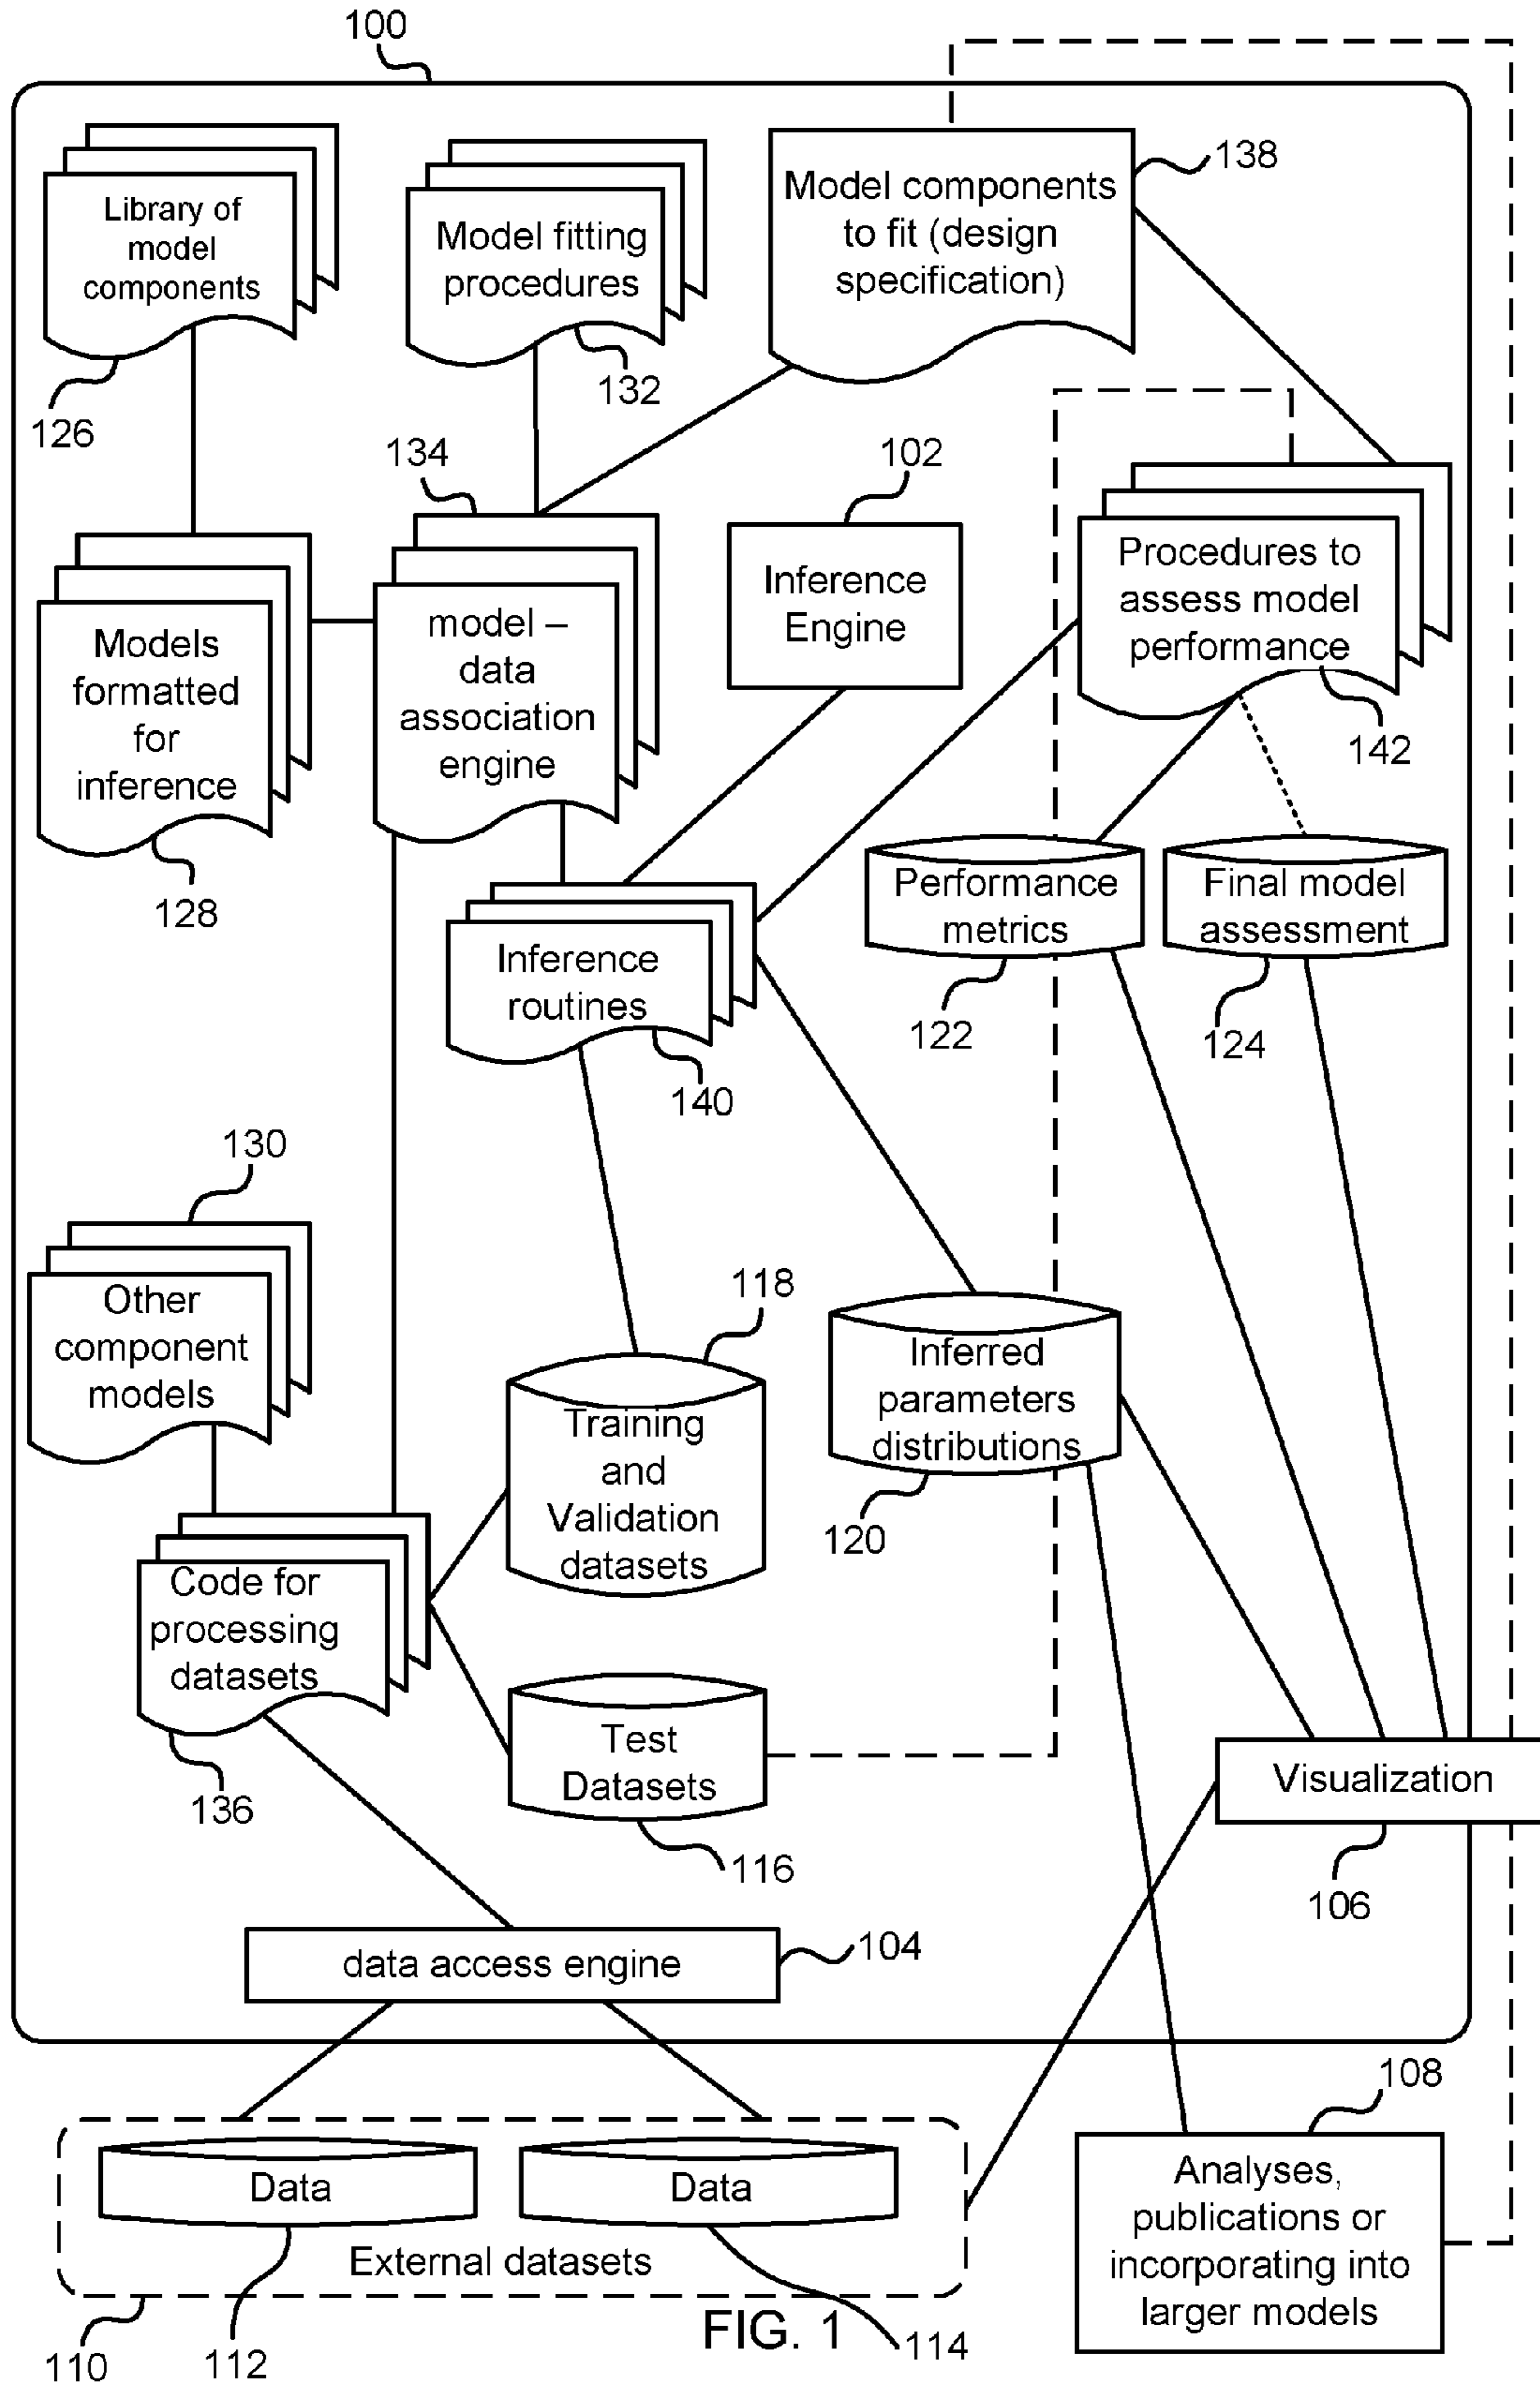 100
Library of
model
components
126
Model fitting
procedures
132
Model components
to fit (design
specification)
138
134
102
Models
formatted
for
inference
128
model –
data
association
engine
Inference
Engine
Procedures to
assess model
performance
142
Performance
metrics
122
Final model
assessment
124
Inference
routines
140
130
Other
component
models
118
Training
and
Validation
datasets
Inferred
parameters
distributions
120
Code for
processing
datasets
136
Test
Datasets
116
Visualization
106
data access engine
104
108
Data
Data
External datasets
110
112
114
Analyses,
publications or
incorporating into
larger models
FIG. 1